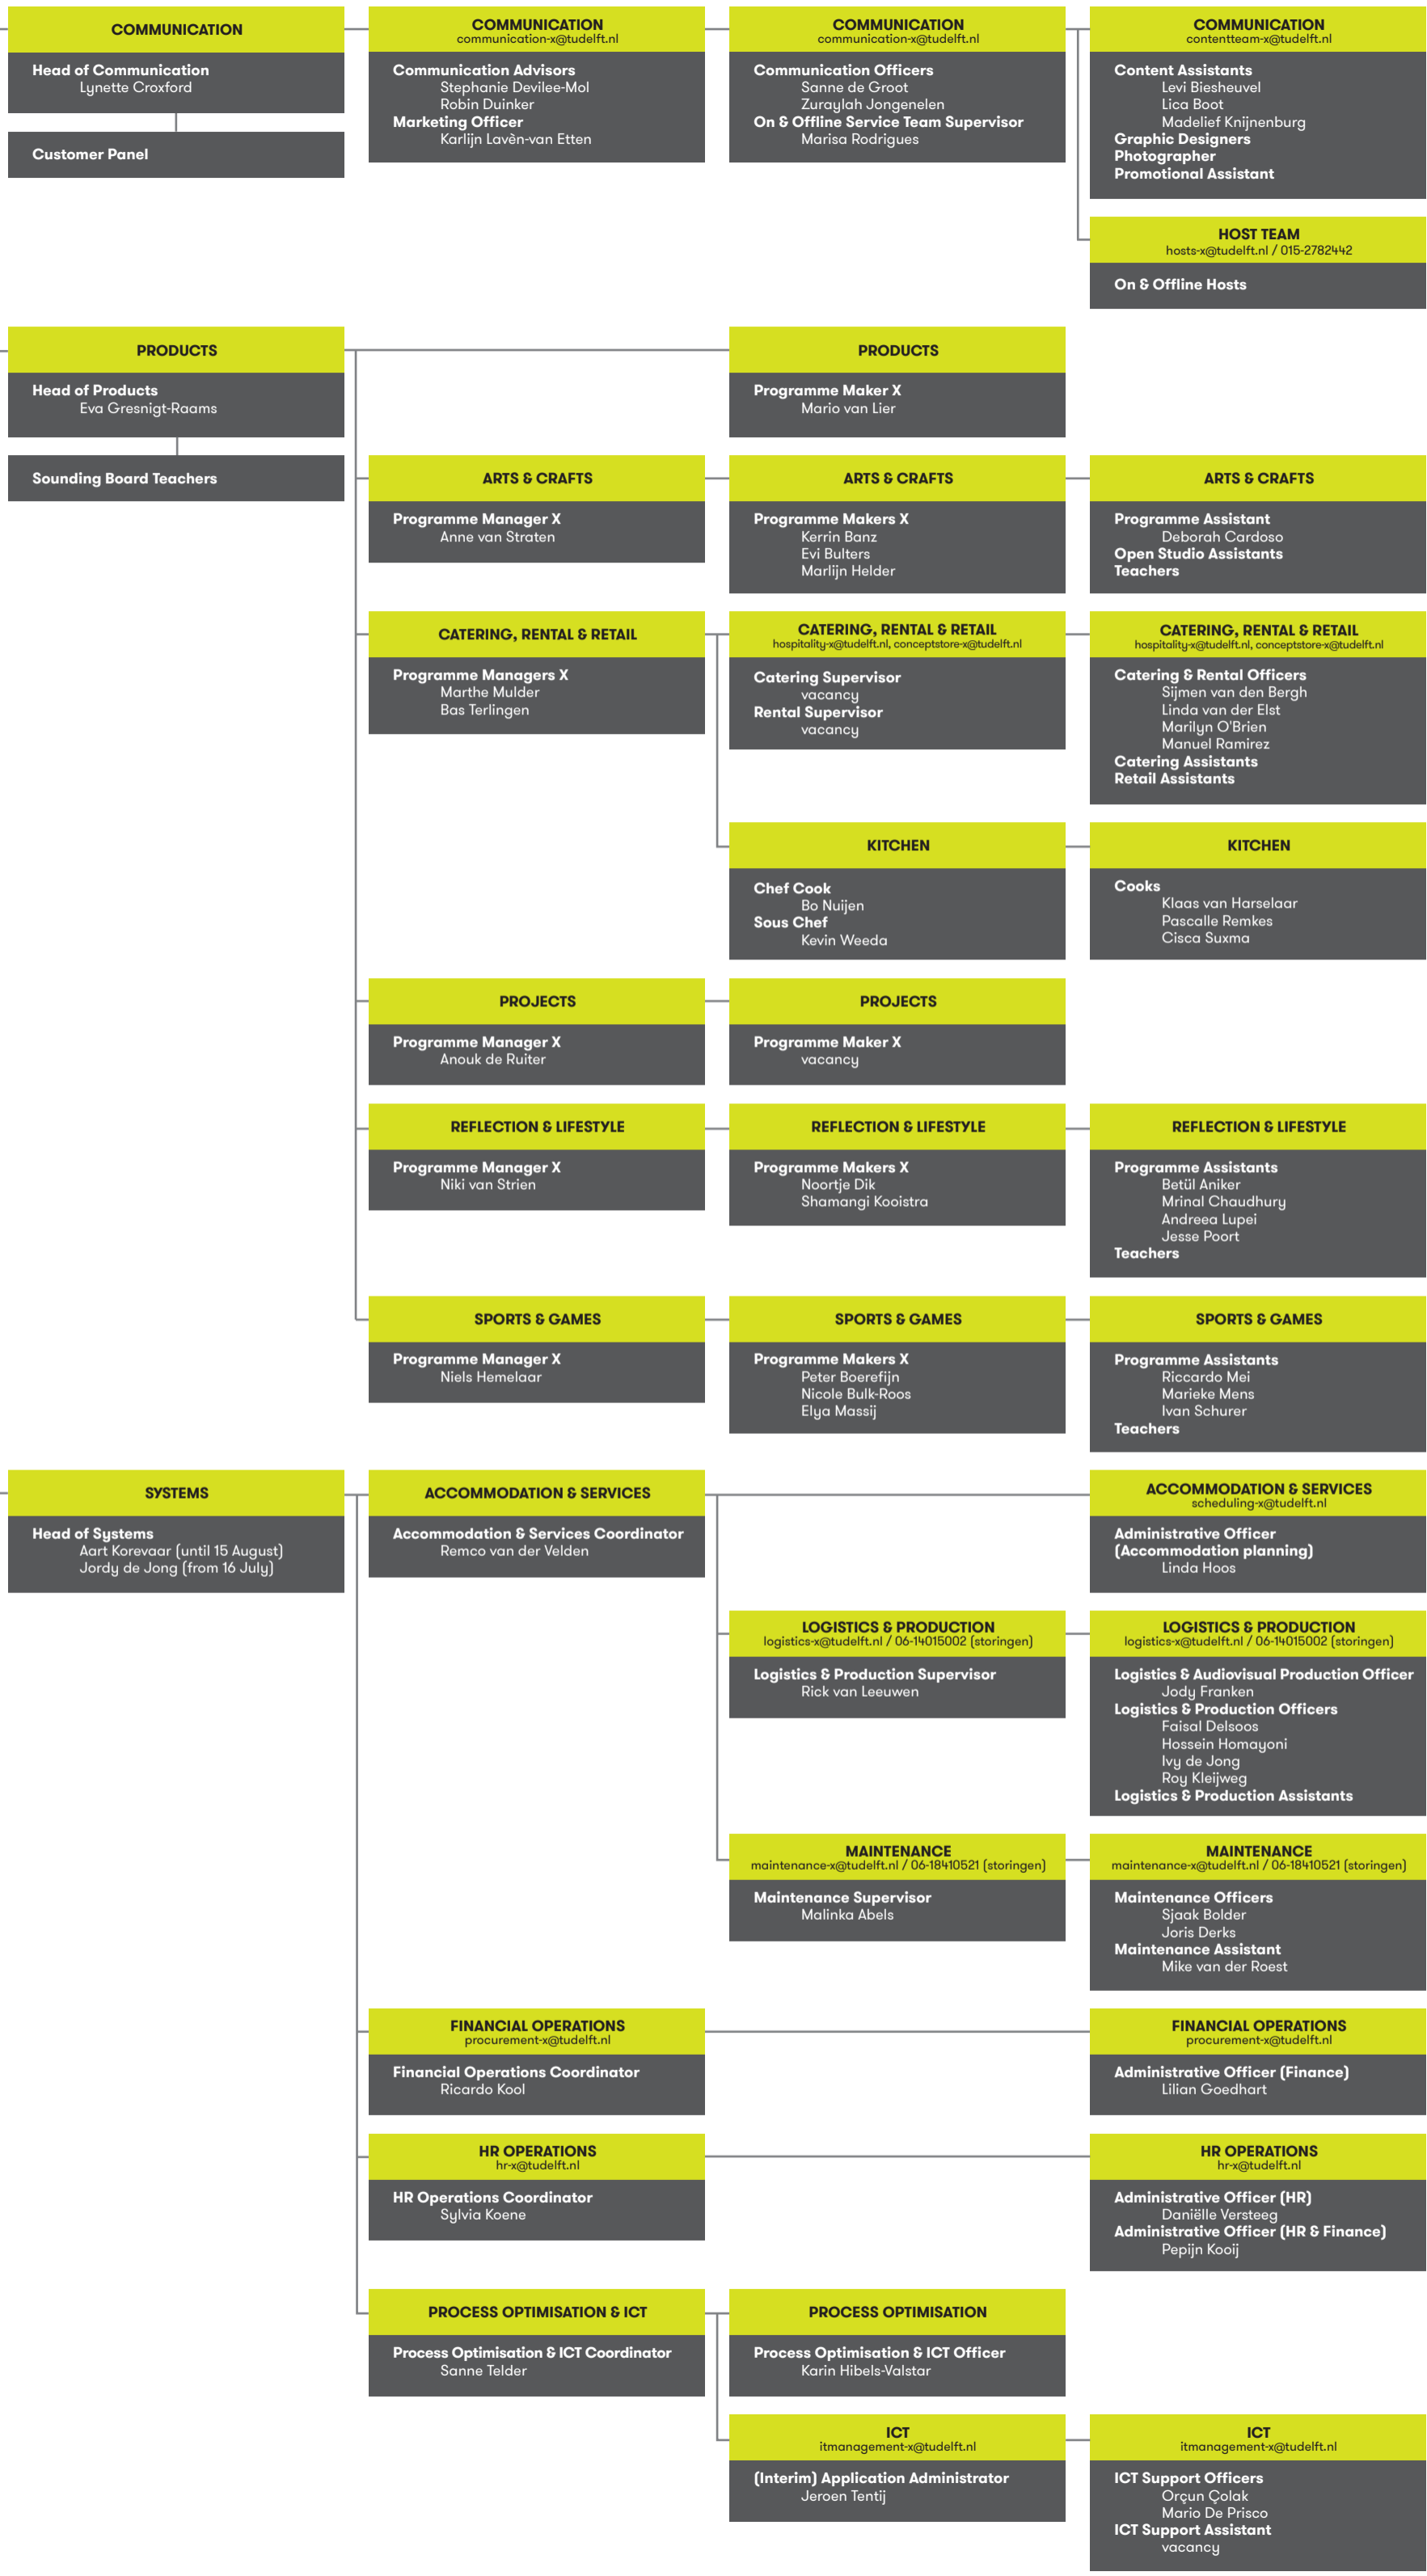 COMMUNICATION
Head of Communication
Lynette Croxford
Customer Panel
COMMUNICATION
communication-x@tudelft.nl
Communication Advisors
Stephanie Devilee-Mol
Robin Duinker
Marketing Officer
Karlijn Lavèn-van Etten
COMMUNICATION
communication-x@tudelft.nl
Communication Officers
Sanne de Groot
Zuraylah Jongenelen
On & Offline Service Team Supervisor
Marisa Rodrigues
COMMUNICATION
contentteam-x@tudelft.nl
Content Assistants
Levi Biesheuvel
Lica Boot
Madelief Knijnenburg
Graphic Designers
Photographer
Promotional Assistant
HOST TEAM
hosts-x@tudelft.nl / 015-2782442
On & Offline Hosts
PRODUCTS
Head of Products
Eva Gresnigt-Raams
Sounding Board Teachers
PRODUCTS
Programme Maker X
Mario van Lier
ARTS & CRAFTS
Programme Manager X
Anne van Straten
ARTS & CRAFTS
Programme Makers X
Kerrin Banz
Evi Bulters
Marlijn Helder
ARTS & CRAFTS
Programme Assistant
Deborah Cardoso
Open Studio Assistants
Teachers
CATERING, RENTAL & RETAIL
Programme Managers X
Marthe Mulder
Bas Terlingen
CATERING, RENTAL & RETAIL
hospitality-x@tudelft.nl, conceptstore-x@tudelft.nl
Catering Supervisor
vacancy
Rental Supervisor
vacancy
CATERING, RENTAL & RETAIL
hospitality-x@tudelft.nl, conceptstore-x@tudelft.nl
Catering & Rental Officers
Sijmen van den Bergh
Linda van der Elst
Marilyn O'Brien
Manuel Ramirez
Catering Assistants
Retail Assistants
KITCHEN
Chef Cook
Bo Nuijen
Sous Chef
Kevin Weeda
KITCHEN
Cooks
Klaas van Harselaar
Pascalle Remkes
Cisca Suxma
PROJECTS
Programme Manager X
Anouk de Ruiter
PROJECTS
Programme Maker X
vacancy
REFLECTION & LIFESTYLE
Programme Manager X
Niki van Strien
REFLECTION & LIFESTYLE
Programme Makers X
Noortje Dik
Shamangi Kooistra
REFLECTION & LIFESTYLE
Programme Assistants
Betül Aniker
Mrinal Chaudhury
Andreea Lupei
Jesse Poort
Teachers
SPORTS & GAMES
Programme Manager X
Niels Hemelaar
SPORTS & GAMES
Programme Makers X
Peter Boerefijn
Nicole Bulk-Roos
Elya Massij
SPORTS & GAMES
Programme Assistants
Riccardo Mei
Marieke Mens
Ivan Schurer
Teachers
SYSTEMS
Head of Systems
Aart Korevaar (until 15 August)
Jordy de Jong (from 16 July)
ACCOMMODATION & SERVICES
Accommodation & Services Coordinator
Remco van der Velden
ACCOMMODATION & SERVICES
scheduling-x@tudelft.nl
Administrative Officer
(Accommodation planning)
Linda Hoos
LOGISTICS & PRODUCTION
logistics-x@tudelft.nl / 06-14015002 (storingen)
Logistics & Production Supervisor
Rick van Leeuwen
LOGISTICS & PRODUCTION
logistics-x@tudelft.nl / 06-14015002 (storingen)
Logistics & Audiovisual Production Officer
Jody Franken
Logistics & Production Officers
Faisal Delsoos
Hossein Homayoni
Ivy de Jong
Roy Kleijweg
Logistics & Production Assistants
MAINTENANCE
maintenance-x@tudelft.nl / 06-18410521 (storingen)
Maintenance Supervisor
Malinka Abels
MAINTENANCE
maintenance-x@tudelft.nl / 06-18410521 (storingen)
Maintenance Officers
Sjaak Bolder
Joris Derks
Maintenance Assistant
Mike van der Roest
FINANCIAL OPERATIONS
procurement-x@tudelft.nl
Financial Operations Coordinator
Ricardo Kool
FINANCIAL OPERATIONS
procurement-x@tudelft.nl
Administrative Officer (Finance)
Lilian Goedhart
HR OPERATIONS
hr-x@tudelft.nl
HR Operations Coordinator
Sylvia Koene
HR OPERATIONS
hr-x@tudelft.nl
Administrative Officer (HR)
Daniëlle Versteeg
Administrative Officer (HR & Finance)
Pepijn Kooij
PROCESS OPTIMISATION & ICT
Process Optimisation & ICT Coordinator
Sanne Telder
PROCESS OPTIMISATION
Process Optimisation & ICT Officer
Karin Hibels-Valstar
ICT
itmanagement-x@tudelft.nl
(Interim) Application Administrator
Jeroen Tentij
ICT
itmanagement-x@tudelft.nl
ICT Support Officers
Orçun Çolak
Mario De Prisco
ICT Support Assistant
vacancy